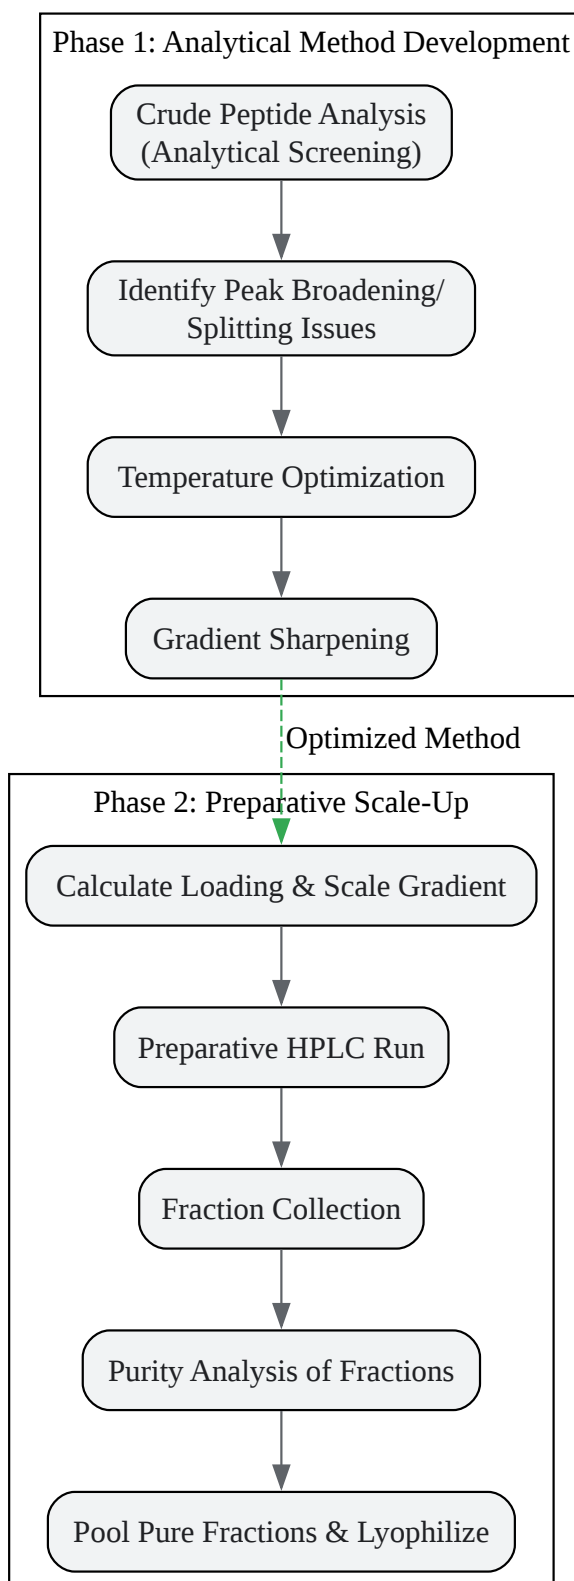 Phase 1: Analytical Method Development
Crude Peptide Analysis
(Analytical Screening)
Identify Peak Broadening/
Splitting Issues
Temperature Optimization
Gradient Sharpening
Optimized Method
Phase 2: Preparative Scale-Up
Calculate Loading & Scale Gradient
Preparative HPLC Run
Fraction Collection
Purity Analysis of Fractions
Pool Pure Fractions & Lyophilize